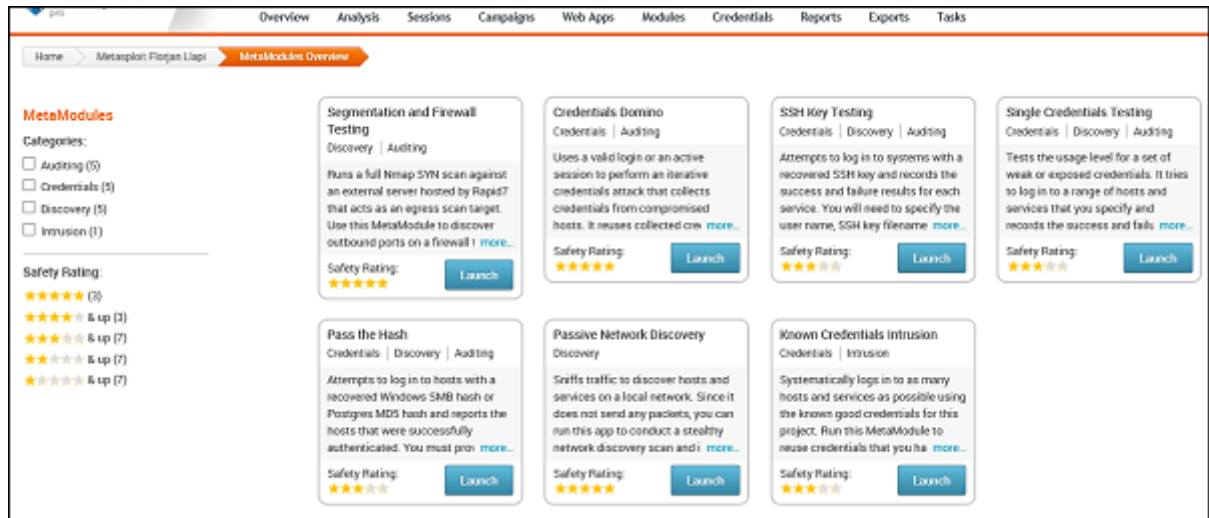 pro
Overview Analysis Sessions Campaigns Web Apps Modules Credentials Reports Exports Tasks
Home Metasploit Florjan Llapi MetaModules Overview
MetaModules
Categories:
Auditing (5)
Credentials (5)
Discovery (5)
Intrusion (1)
Safety Rating:
(3)
& up (3)
& up (7)
& up (7)
& up (7)
Segmentation and Firewall
Testing
Discovery | Auditing
Runs a full Nmap SYN scan against
an external server hosted by Rapid7
that acts as an egress scan target.
Use this MetaModule to discover
outbound ports on a firewall more...
Safety Rating:
Launch
Credentials Domino
Credentials | Auditing
Uses a valid login or an active
session to perform an iterative
credentials attack that collects
credentials from compromised
hosts. It reuses collected cre more...
Safety Rating:
Launch
SSH Key Testing
Credentials | Discovery | Auditing
Attempts to log in to systems with a
recovered SSH key and records the
success and failure results for each
service. You will need to specify the
user name, SSH key filename more...
Safety Rating:
Launch
Single Credentials Testing
Credentials | Discovery | Auditing
Tests the usage level for a set of
weak or exposed credentials. It tries
to log in to a range of hosts and
services that you specify and
records the success and failu more...
Safety Rating:
Launch
Pass the Hash
Credentials | Discovery | Auditing
Attempts to log in to hosts with a
recovered Windows SMB hash or
Postgres MD5 hash and reports the
hosts that were successfully
authenticated. You must prov more...
Safety Rating:
Launch
Passive Network Discovery
Discovery
Sniffs traffic to discover hosts and
services on a local network. Since it
does not send any packets, you can
run this app to conduct a stealthy
network discovery scan and i more...
Safety Rating:
Launch
Known Credentials Intrusion
Credentials | Intrusion
Systematically logs in to as many
hosts and services as possible using
the known good credentials for this
project. Run this MetaModule to
reuse credentials that you ha more...
Safety Rating:
Launch